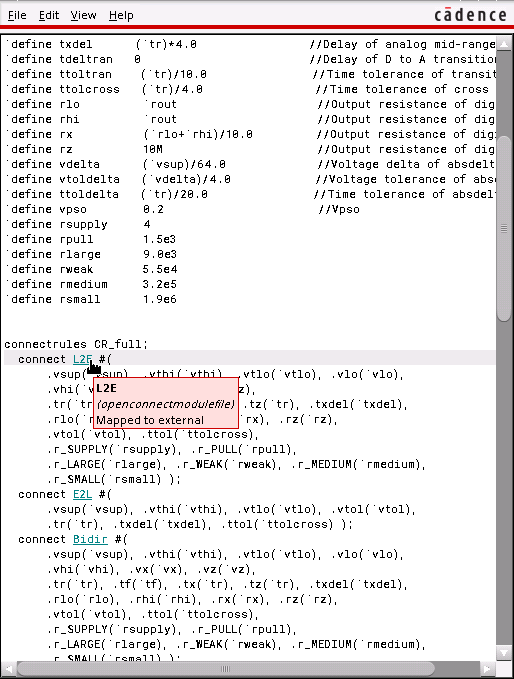 File Edit View Help cādence
`define txdel (`tr)*4.0 //Delay of analog mid-range
`define tdeltran 0 //Delay of D to A transition
`define ttoltran (`tr)/10.0 //Time tolerance of transit
`define ttolcross (`tr)/4.0 //Time tolerance of cross
`define rlo `rout //Output resistance of dig
`define rhi `rout //Output resistance of dig
`define rx (`rlo+`rhi)/10.0 //Output resistance of dig
`define rz 10M //Output resistance of dig
`define vdelta (`vsup)/64.0 //Voltage delta of absdelt
`define vtoldelta (`vdelta)/4.0 //Voltage tolerance of abs
`define ttoldelta (`tr)/20.0 //Time tolerance of absdel
`define vpso 0.2 //Vpso
`define rsupply 4
`define rpull 1.5e3
`define rlarge 9.0e3
`define rweak 5.5e4
`define rmedium 3.2e5
`define rsmall 1.9e6
connectrules CR_full;
connect L2E #(
.vsup(`vsup), .vthi(`vthi), .vtlo(`vtlo), .vlo(`vlo),
.vhi(`v
L2E
z),
.tr(`tr
(openconnectmodulefile)
.tz(`tr), .txdel(`txdel),
.rlo(`r
Mapped to external
rx), .rz(`rz),
.vtol(`vtol), .ttol(`ttolcross),
.r_SUPPLY(`rsupply), .r_PULL(`rpull),
.r_LARGE(`rlarge), .r_WEAK(`rweak), .r_MEDIUM(`rmedium),
.r_SMALL(`rsmall) );
connect E2L #(
.vsup(`vsup), .vthi(`vthi), .vtlo(`vtlo), .vtol(`vtol),
.tr(`tr), .txdel(`txdel), .ttol(`ttolcross) );
connect Bidir #(
.vsup(`vsup), .vthi(`vthi), .vtlo(`vtlo), .vlo(`vlo),
.vhi(`vhi), .vx(`vx), .vz(`vz),
.tr(`tr), .tf(`tf), .tx(`tr), .tz(`tr), .txdel(`txdel),
.rlo(`rlo), .rhi(`rhi), .rx(`rx), .rz(`rz),
.vtol(`vtol), .ttol(`ttolcross),
.r_SUPPLY(`rsupply), .r_PULL(`rpull),
.r_LARGE(`rlarge), .r_WEAK(`rweak), .r_MEDIUM(`rmedium),
.r_SMALL(`rsmall) );